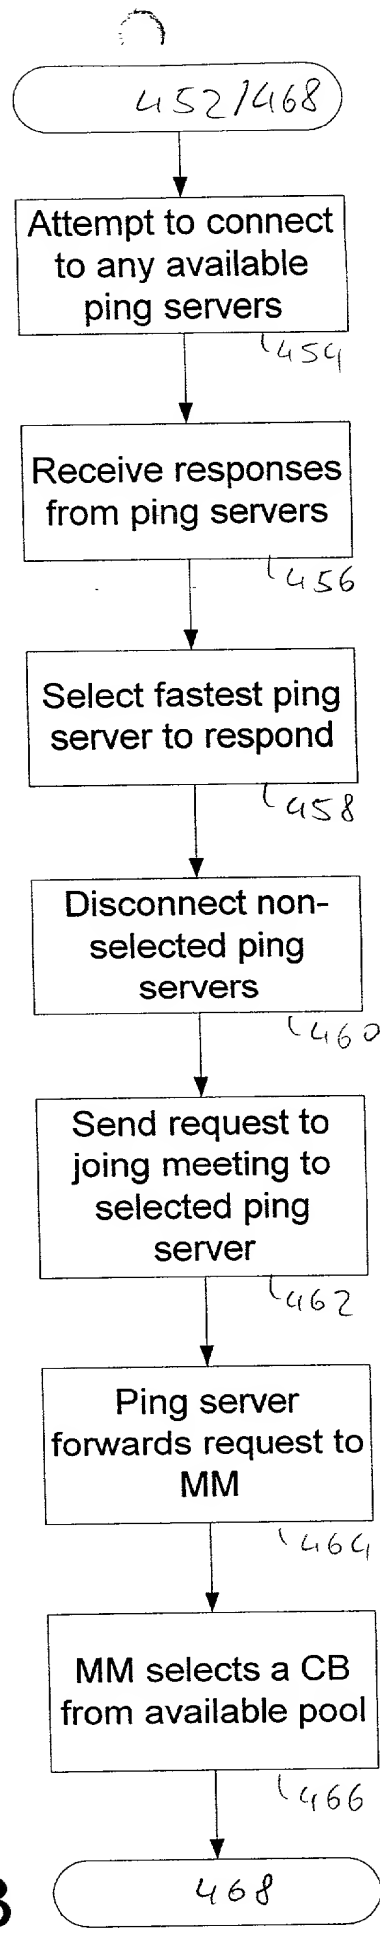 452/468
Attempt to connect
to any available
ping servers
454
Receive responses
from ping servers
456
Select fastest ping
server to respond
458
Disconnect non-
selected ping
servers
460
Send request to
joing meeting to
selected ping
server
462
Ping server
forwards request to
MM
464
MM selects a CB
from available pool
466
468